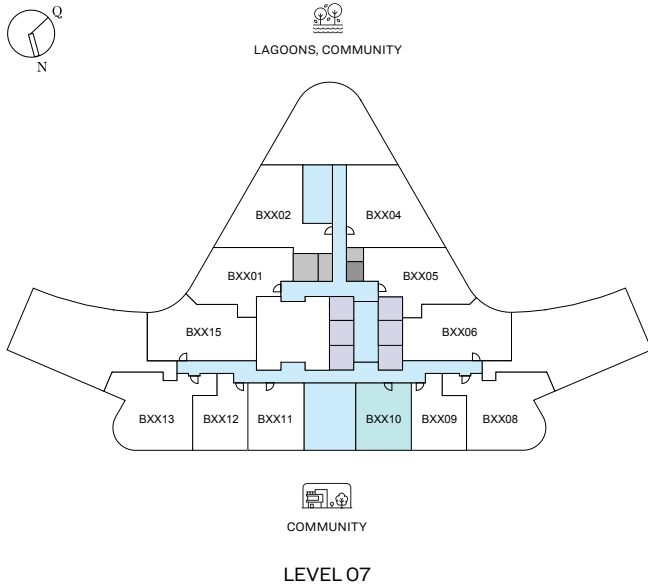 Q
N
LAGOONS, COMMUNITY
BXX02 BXX04
BXX01 BXX05
BXX15 BXX06
BXX13 BXX12 BXX11 BXX10 BXX09 BXX08
COMMUNITY
LEVEL 07